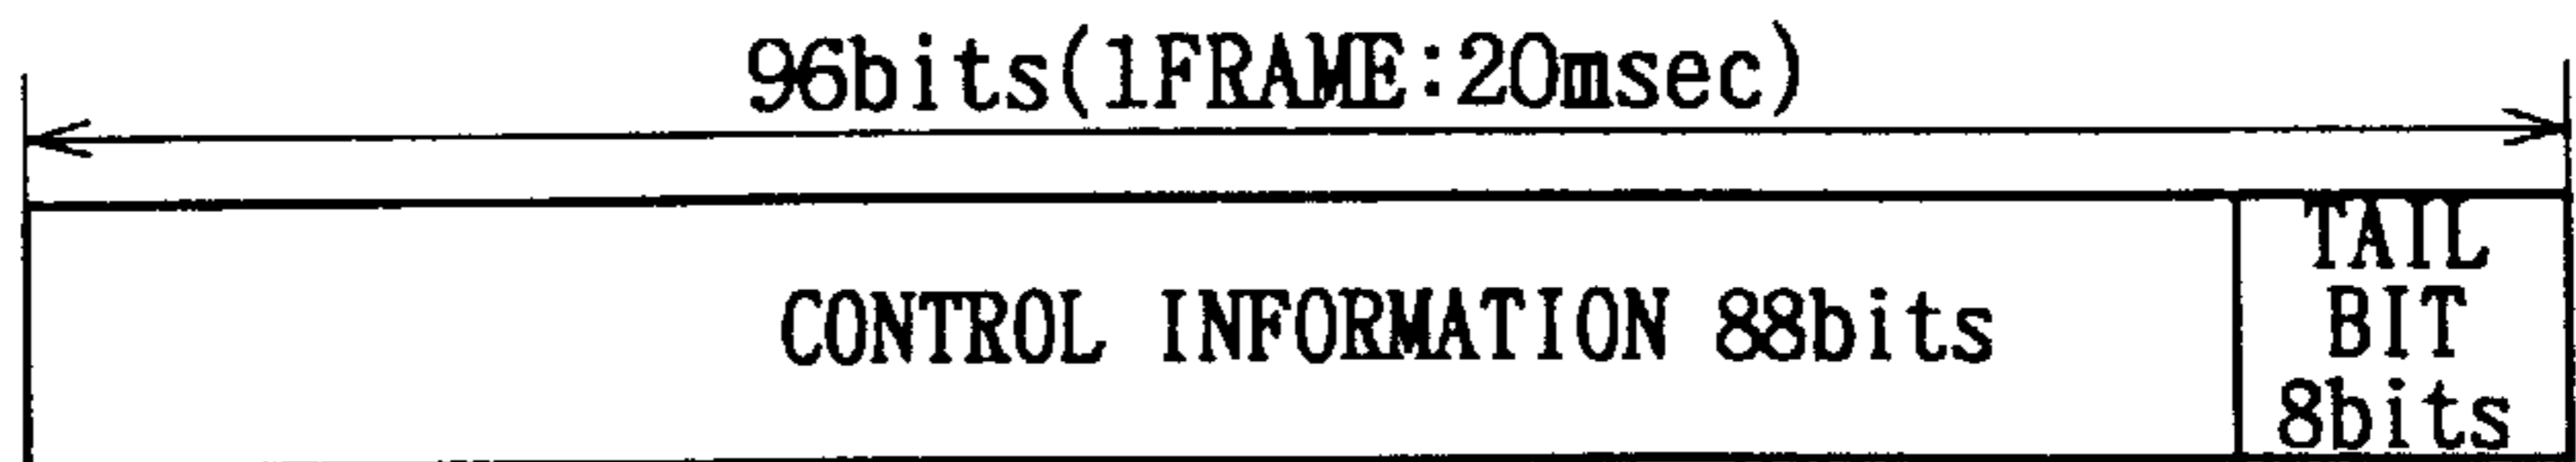 96bits(1FRAME:20msec)
CONTROL INFORMATION 88bits
TAIL
BIT
8bits